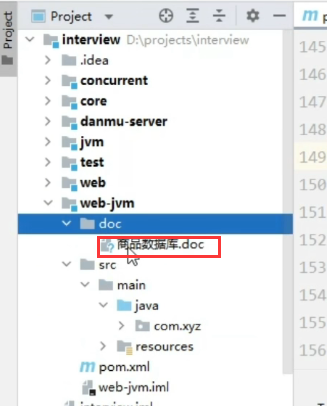 Project
Project
m p
interview D:\projects\interview
145
.idea
146
concurrent
147
core
148
danmu-server
149
jvm
150
test
151
web
152
web-jvm
doc
商品数据库.doc
153
src
main
154
java
com.xyz
155
resources
156
pom.xml
web-jvm.iml